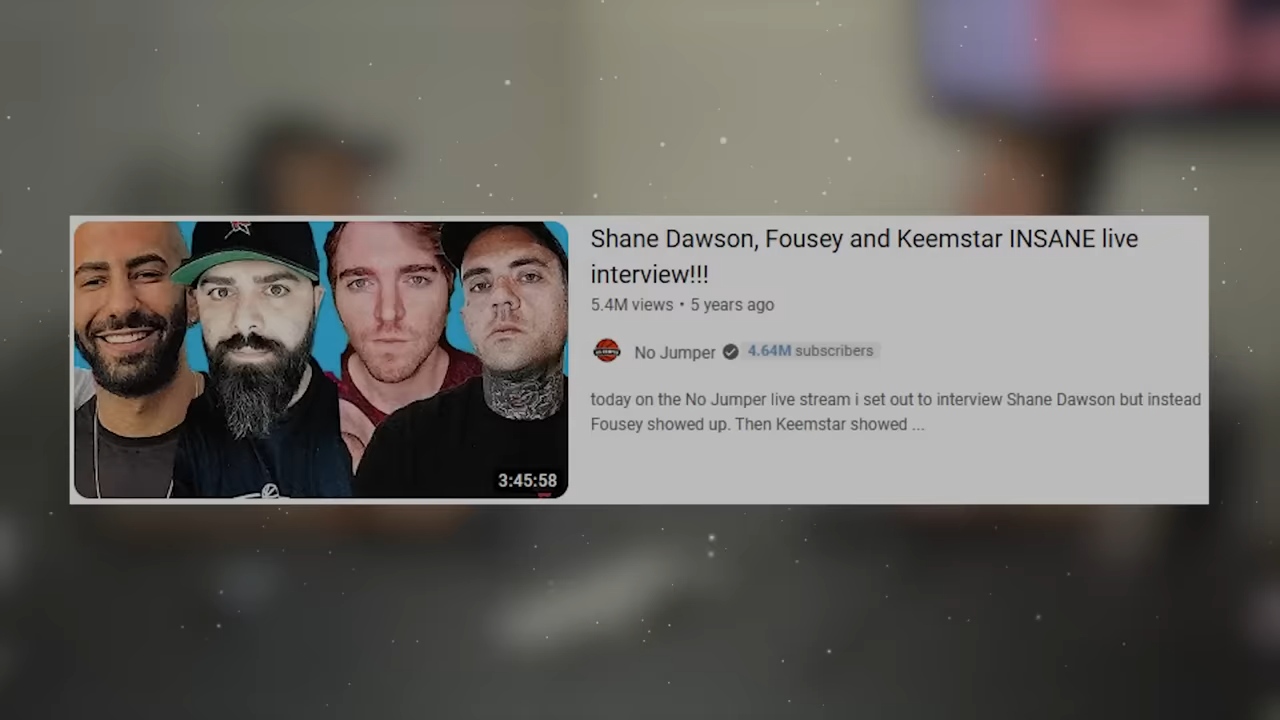 Shane Dawson, Fousey and Keemstar INSANE live
interview!!!
5.4M views • 5 years ago
No Jumper 4.64M subscribers
today on the No Jumper live stream i set out to interview Shane Dawson but instead
Fousey showed up. Then Keemstar showed ...
3:45:58